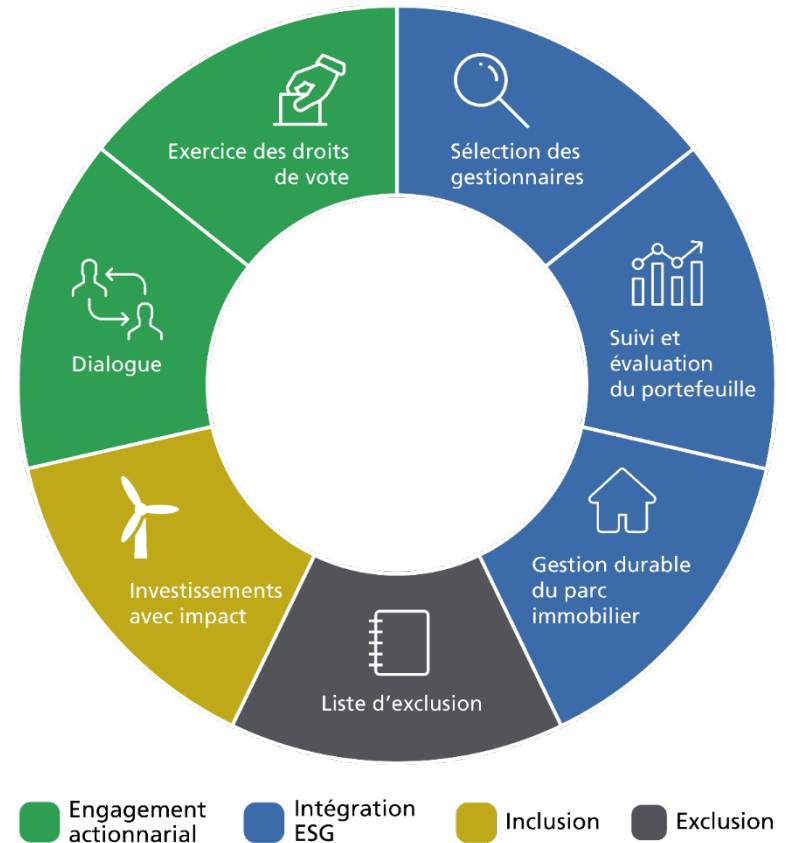 Exercice des droits
de vote
Sélection des
gestionnaires
Suivi et
évaluation
du portefeuille
Gestion durable
du parc
immobilier
Liste d’exclusion
Investissements
avec impact
Dialogue
Engagement
actionnarial
Intégration
ESG
Inclusion
Exclusion